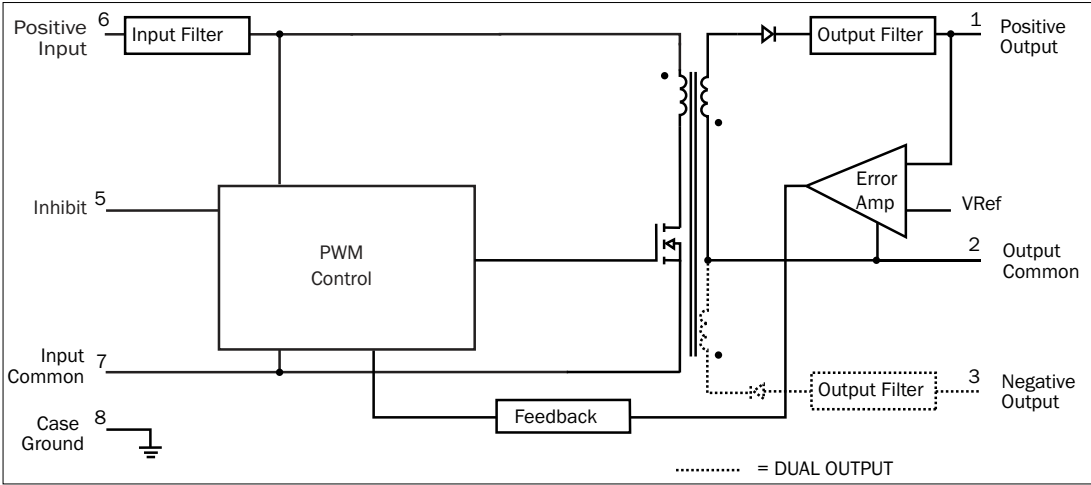 6
Positive
Input
Input Filter
Output Filter
1
Positive
Output
Error
Amp
VRef
Inhibit
5
PWM
Control
2
Output
Common
Input
Common
7
Output Filter
3
Negative
Output
Case
Ground
8
Feedback
= DUAL OUTPUT